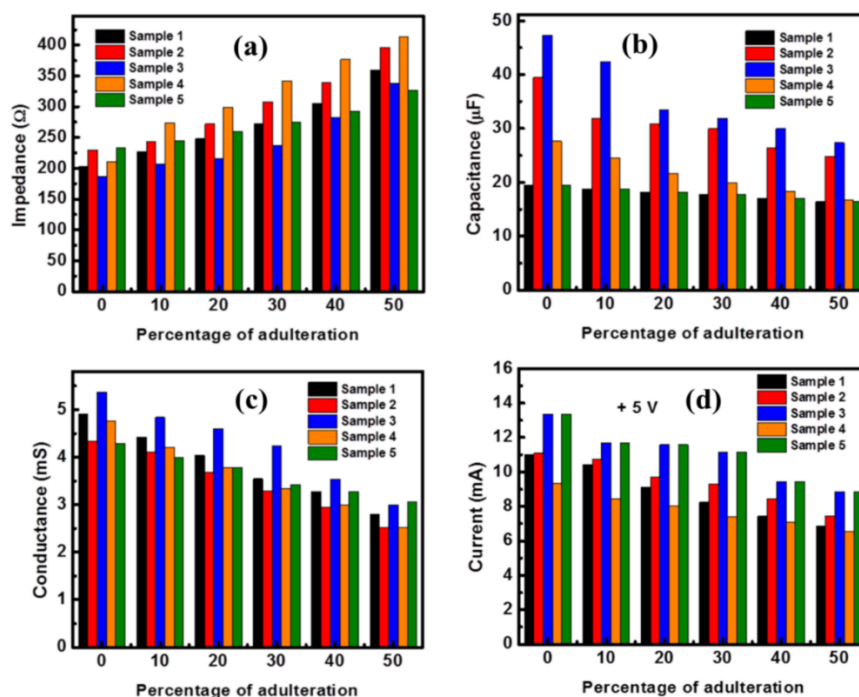 (a)
Sample 1
Sample 2
Sample 3
Sample 4
Sample 5
Impedance (Ω)
400
350
300
250
200
150
100
50
0
0 10 20 30 40 50
Percentage of adulteration
(b)
Sample 1
Sample 2
Sample 3
Sample 4
Sample 5
Capacitance (μF)
50
40
30
20
10
0
0 10 20 30 40 50
Percentage of adulteration
(c)
Sample 1
Sample 2
Sample 3
Sample 4
Sample 5
Conductance (mS)
5
4
3
2
1
0
0 10 20 30 40 50
Percentage of adulteration
(d)
+ 5 V
Sample 1
Sample 2
Sample 3
Sample 4
Sample 5
Current (mA)
16
14
12
10
8
6
4
2
0
0 10 20 30 40 50
Percentage of adulteration